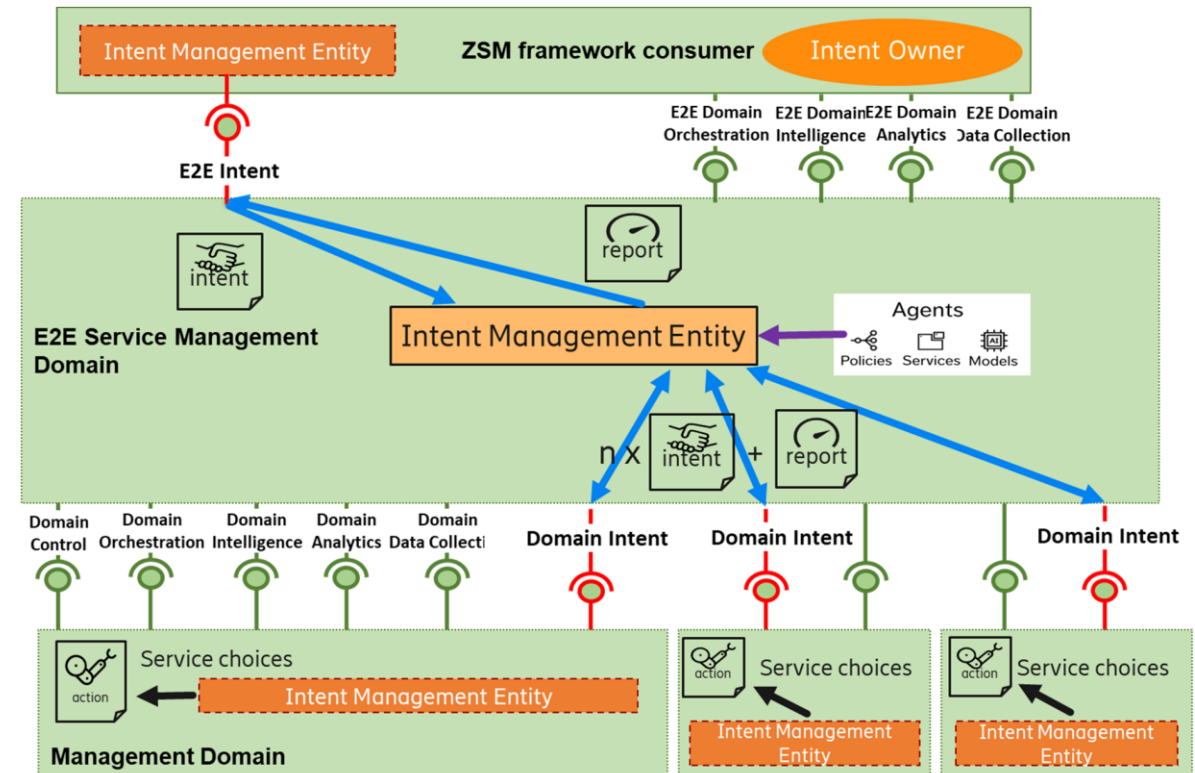 Intent Management Entity
ZSM framework consumer
Intent Owner
E2E Domain
Orchestration
E2E Domain
Intelligence
E2E Domain
Analytics
E2E Domain
Data Collection
E2E Intent
intent
report
E2E Service Management
Domain
Intent Management Entity
Agents
Policies
Services
AI
Models
n x
intent
+
report
Domain
Control
Domain
Orchestration
Domain
Intelligence
Domain
Analytics
Domain
Data Collecti
Domain Intent
Domain Intent
Domain Intent
action
Service choices
Intent Management Entity
Management Domain
action
Service choices
Intent Management
Entity
action
Service choices
Intent Management
Entity